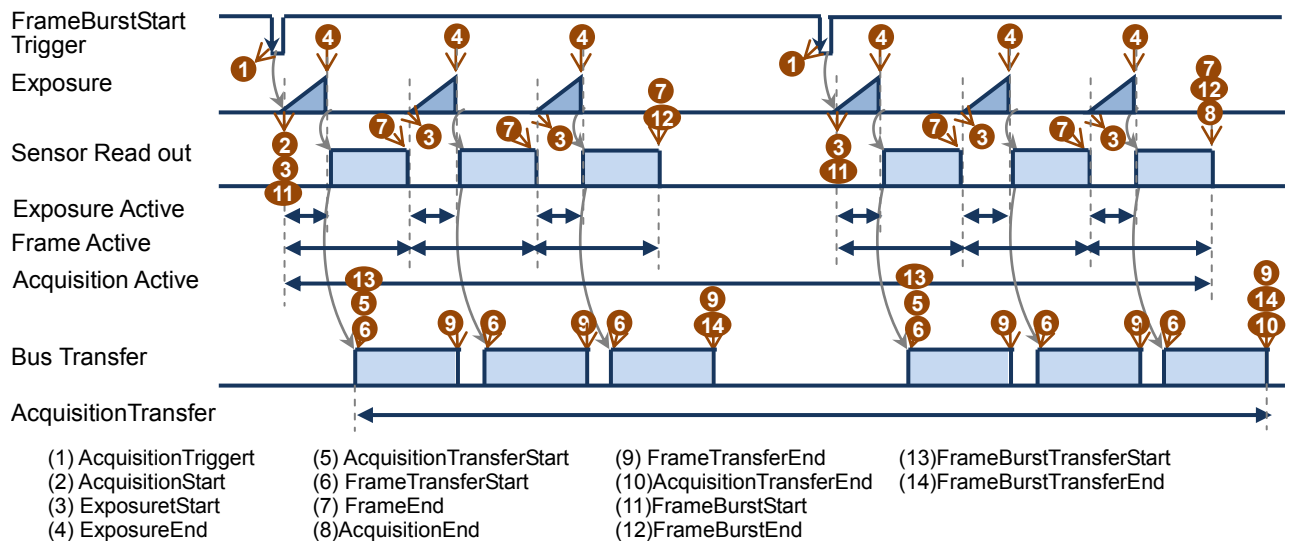 FrameBurstStart
Trigger
1
4
4
4
1
4
4
4
Exposure
7
12
7
12
8
7
3
7
3
7
3
7
3
Sensor Read out
2
3
11
3
11
Exposure Active
Frame Active
Acquisition Active
13
5
6
9
6
9
6
9
14
13
5
6
9
6
9
6
9
14
10
Bus Transfer
AcquisitionTransfer
(1) AcquisitionTriggert
(2) AcquisitionStart
(3) ExposuretStart
(4) ExposureEnd
(5) AcquisitionTransferStart
(6) FrameTransferStart
(7) FrameEnd
(8)AcquisitionEnd
(9) FrameTransferEnd
(10)AcquisitionTransferEnd
(11)FrameBurstStart
(12)FrameBurstEnd
(13)FrameBurstTransferStart
(14)FrameBurstTransferEnd